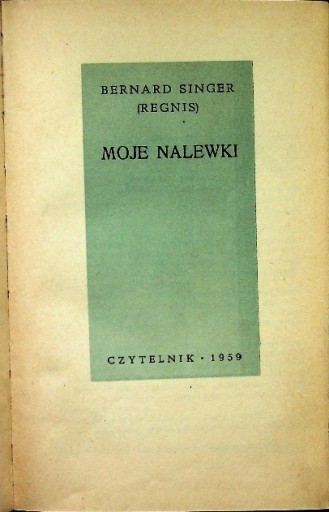 BERNARD SINGER
(REGNIS)
MOJE NALEWKI
CZYTELNIK · 1959